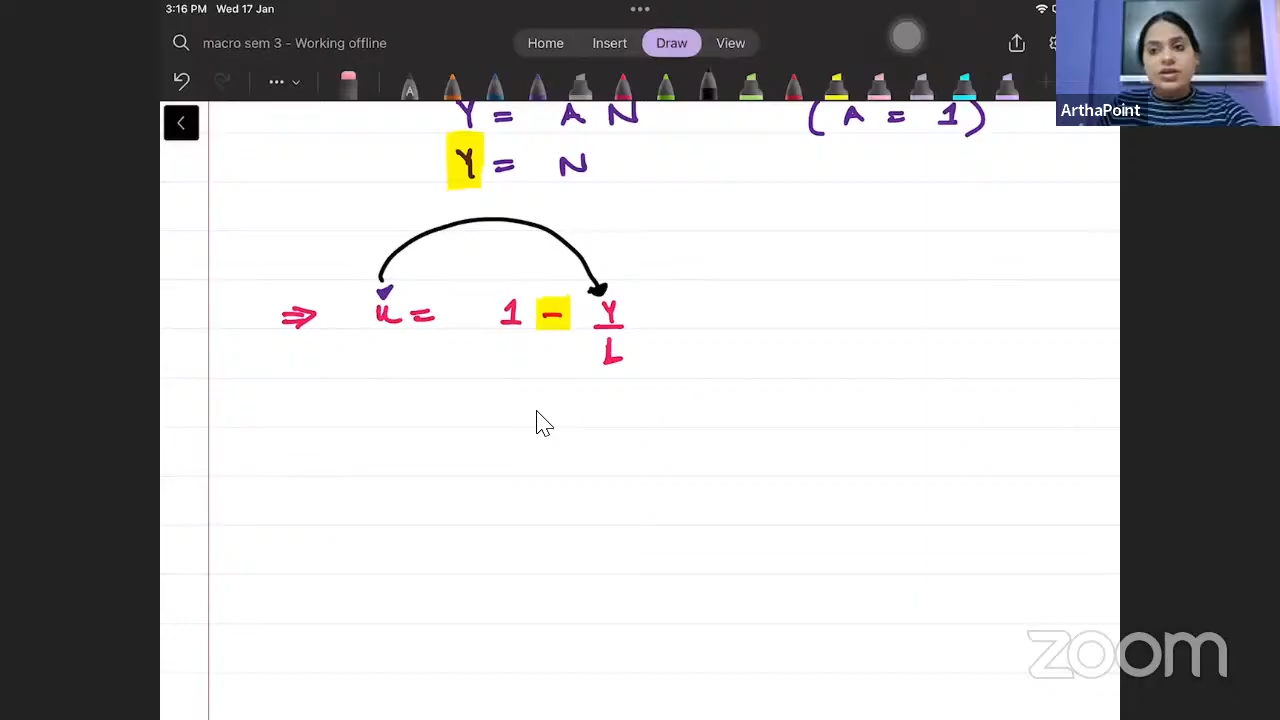 3:16 PM Wed 17 Jan
macro sem 3 - Working offline
Home Insert Draw View
A
ArthaPoint
Y = A N (A = 1)
Y = N
⇒ u = 1 - Y/L
zoom